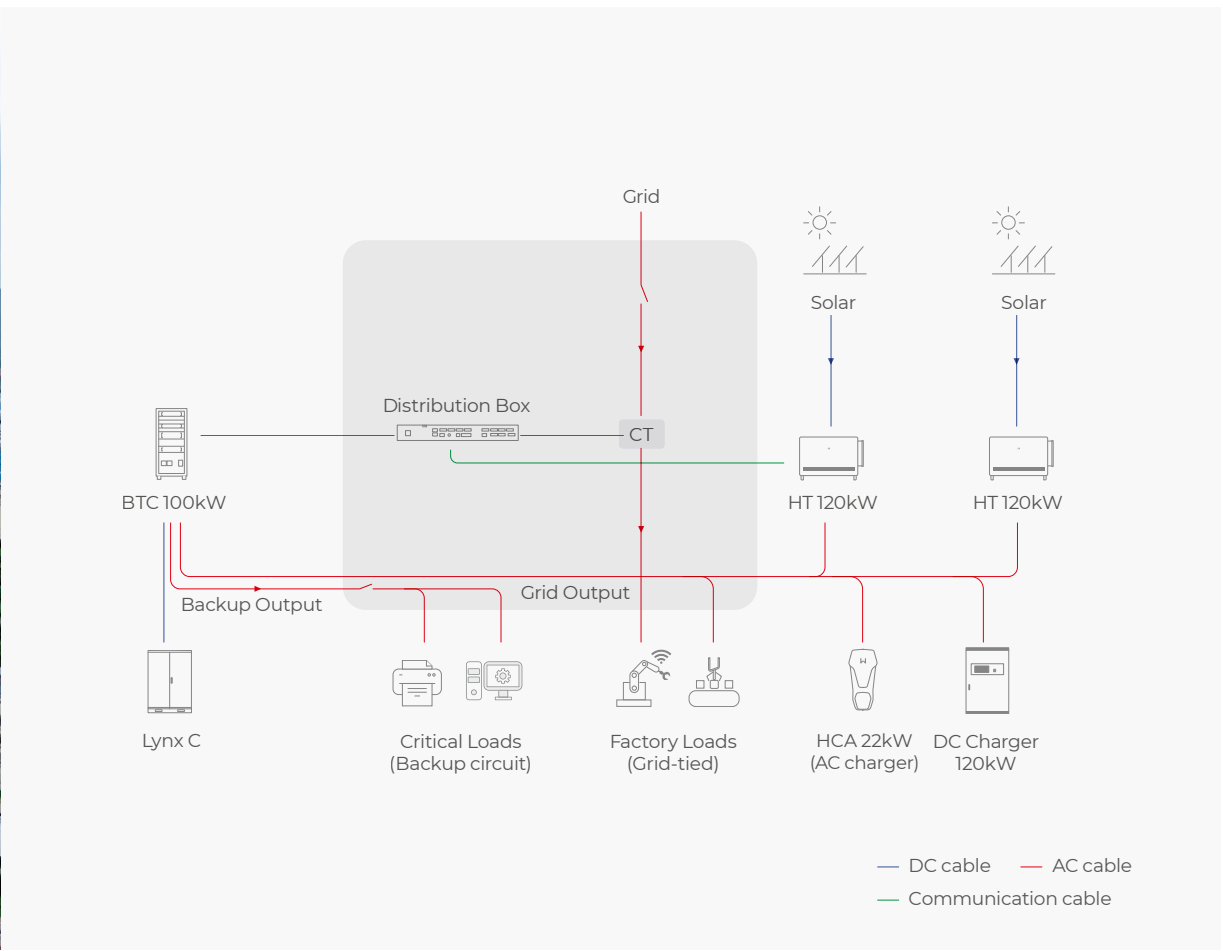 Grid
Solar
Solar
Distribution Box
CT
BTC 100kW
HT 120kW
HT 120kW
Backup Output
Grid Output
Lynx C
Critical Loads
(Backup circuit)
Factory Loads
(Grid-tied)
HCA 22kW
(AC charger)
DC Charger
120kW
DC cable
AC cable
Communication cable